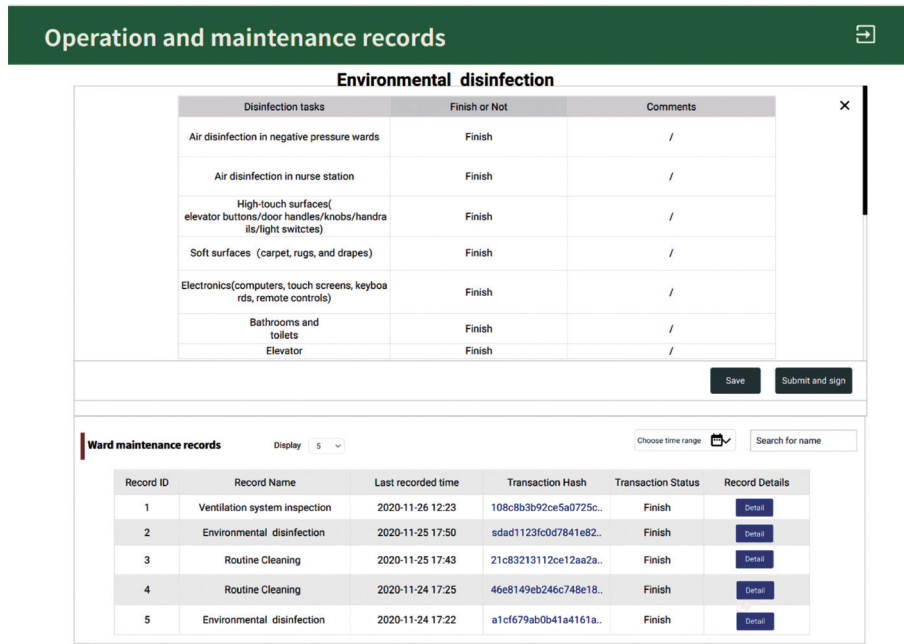 Operation and maintenance records
Environmental disinfection
Disinfection tasks Finish or Not Comments
Air disinfection in negative pressure wards Finish /
Air disinfection in nurse station Finish /
High-touch surfaces(
elevator buttons/door handles/knobs/handra
ils/light switctes) Finish /
Soft surfaces (carpet, rugs, and drapes) Finish /
Electronics(computers, touch screens, keyboa
rds, remote controls) Finish /
Bathrooms and
toilets Finish /
Elevator Finish /
Save Submit and sign
Ward maintenance records Display 5 Choose time range Search for name
Record ID Record Name Last recorded time Transaction Hash Transaction Status Record Details
1 Ventilation system inspection 2020-11-26 12:23 108c8b3b92ce5a0725c.. Finish Detail
2 Environmental disinfection 2020-11-25 17:50 sdad1123fc0d7841e82.. Finish Detail
3 Routine Cleaning 2020-11-25 17:43 21c83213112ce12aa2a.. Finish Detail
4 Routine Cleaning 2020-11-24 17:25 46e8149eb246c748e18.. Finish Detail
5 Environmental disinfection 2020-11-24 17:22 a1cf679ab0b41a4161a.. Finish Detail